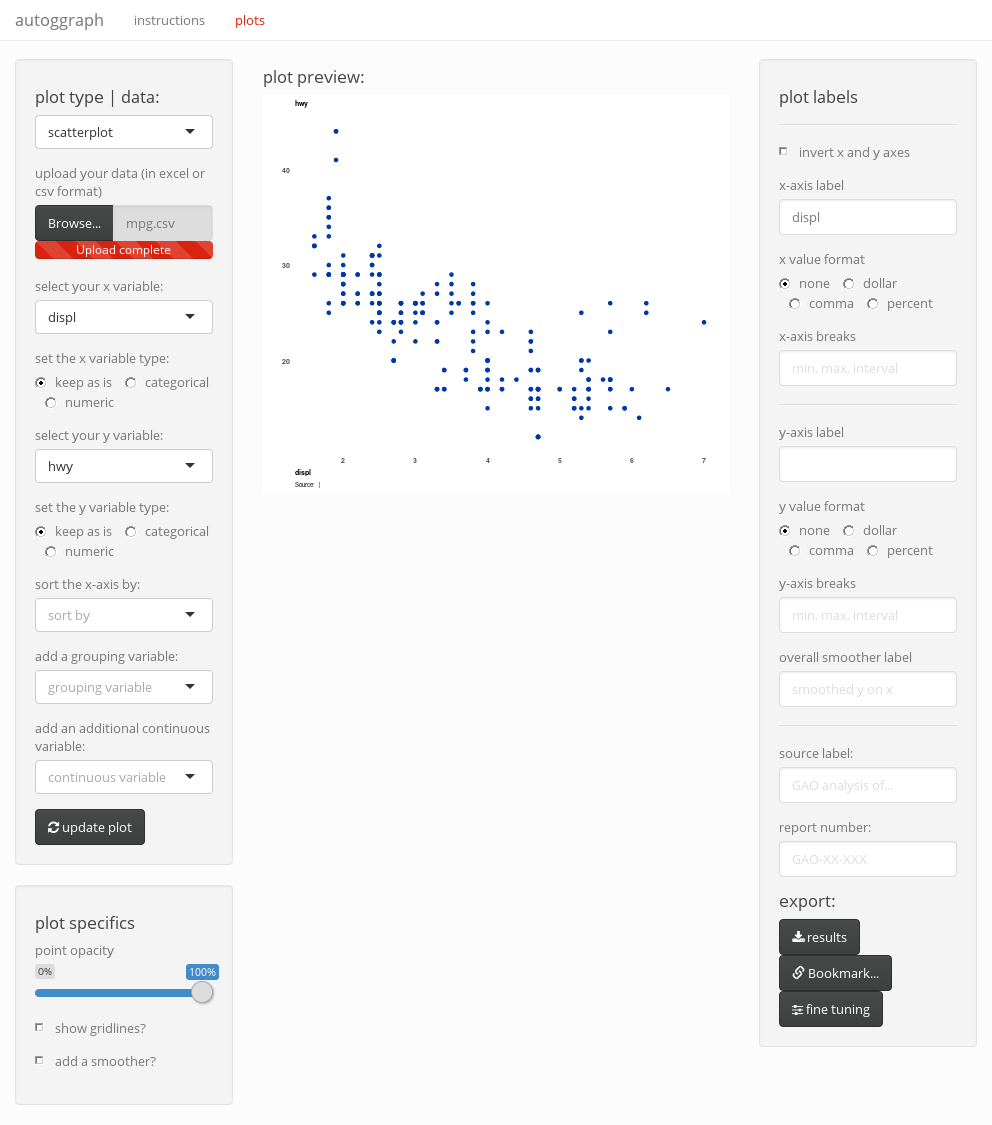 autoggraph instructions plots
plot type | data:
scatterplot
upload your data (in excel or
csv format)
Browse... mpg.csv
Upload complete
select your x variable:
displ
set the x variable type:
keep as is categorical
numeric
select your y variable:
hwy
set the y variable type:
keep as is categorical
numeric
sort the x-axis by:
sort by
add a grouping variable:
grouping variable
add an additional continuous
variable:
continuous variable
update plot
plot specifics
point opacity
0% 100%
show gridlines?
add a smoother?
plot preview:
hwy
40
30
20
2 3 4 5 6 7
displ
Source: |
plot labels
invert x and y axes
x-axis label
displ
x value format
none dollar
comma percent
x-axis breaks
min, max, interval
y-axis label
y value format
none dollar
comma percent
y-axis breaks
min, max, interval
overall smoother label
smoothed y on x
source label:
GAO analysis of...
report number:
GAO-XX-XXX
export:
results
Bookmark...
fine tuning